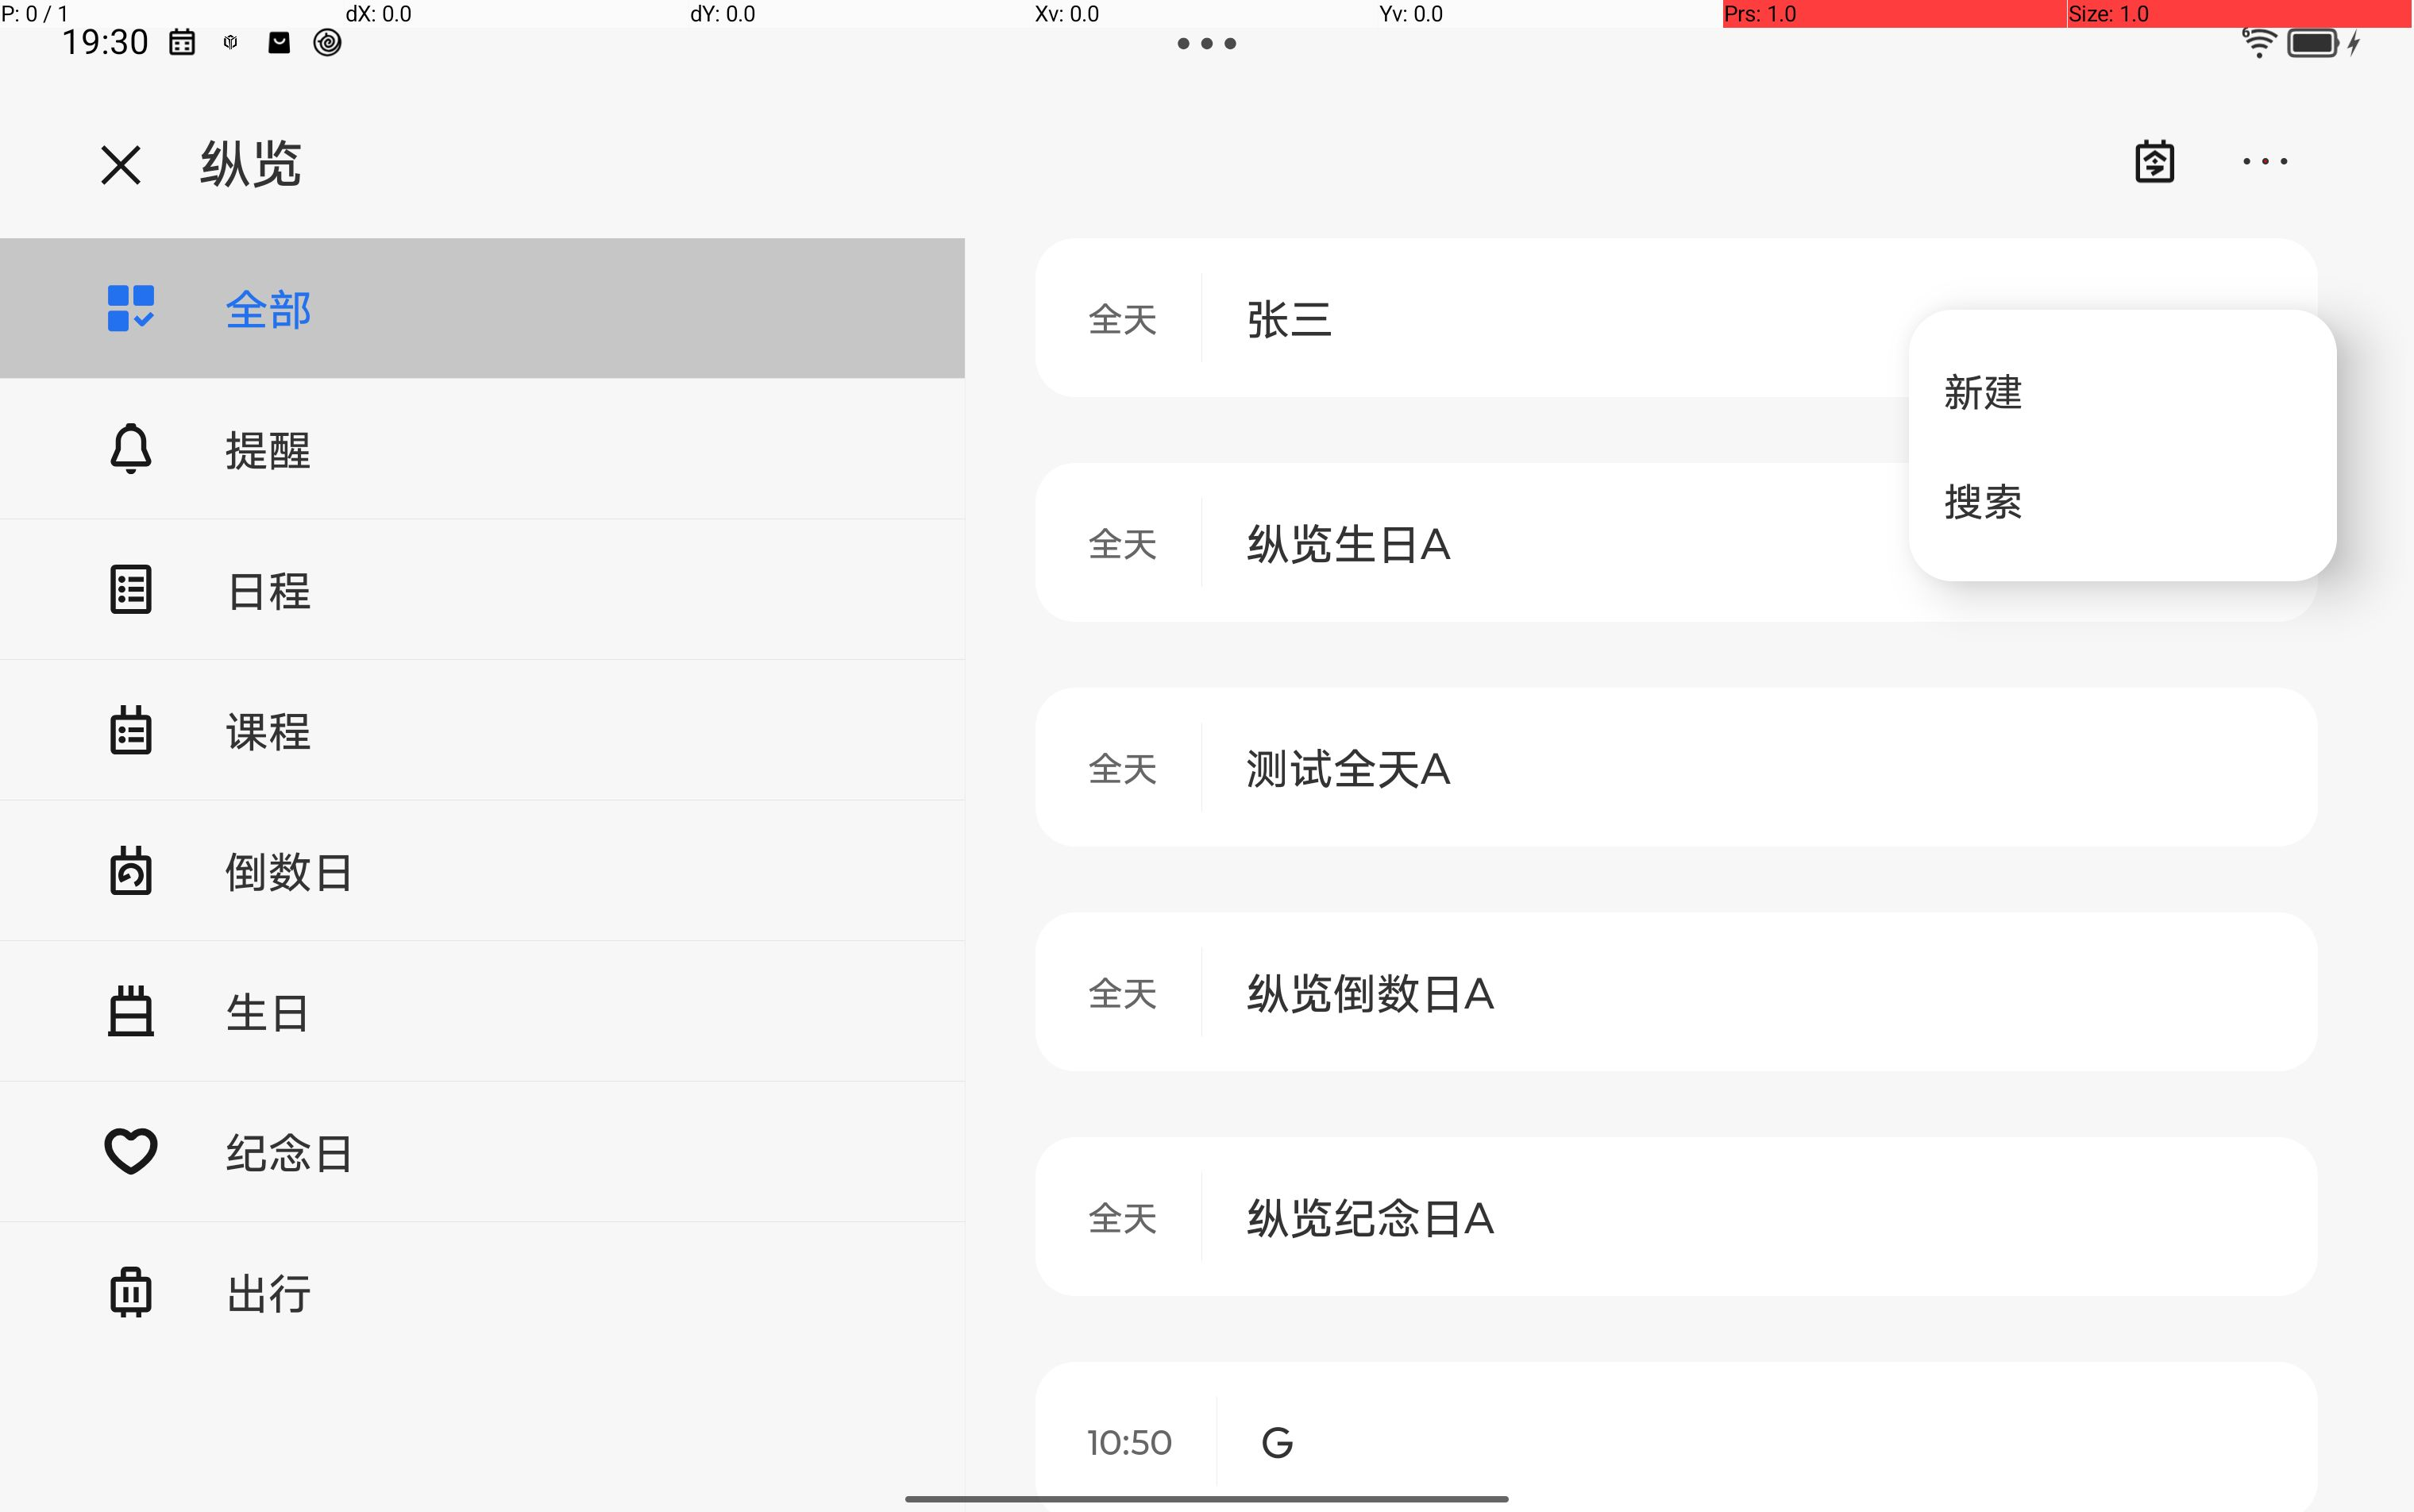 P: 0 / 1
dX: 0.0
dY: 0.0
Xv: 0.0
Yv: 0.0
Prs: 1.0
Size: 1.0
19:30
6
纵览
今
全部
提醒
日程
课程
倒数日
生日
纪念日
出行
全天 张三
全天 纵览生日A
全天 测试全天A
全天 纵览倒数日A
全天 纵览纪念日A
10:50 G
新建
搜索